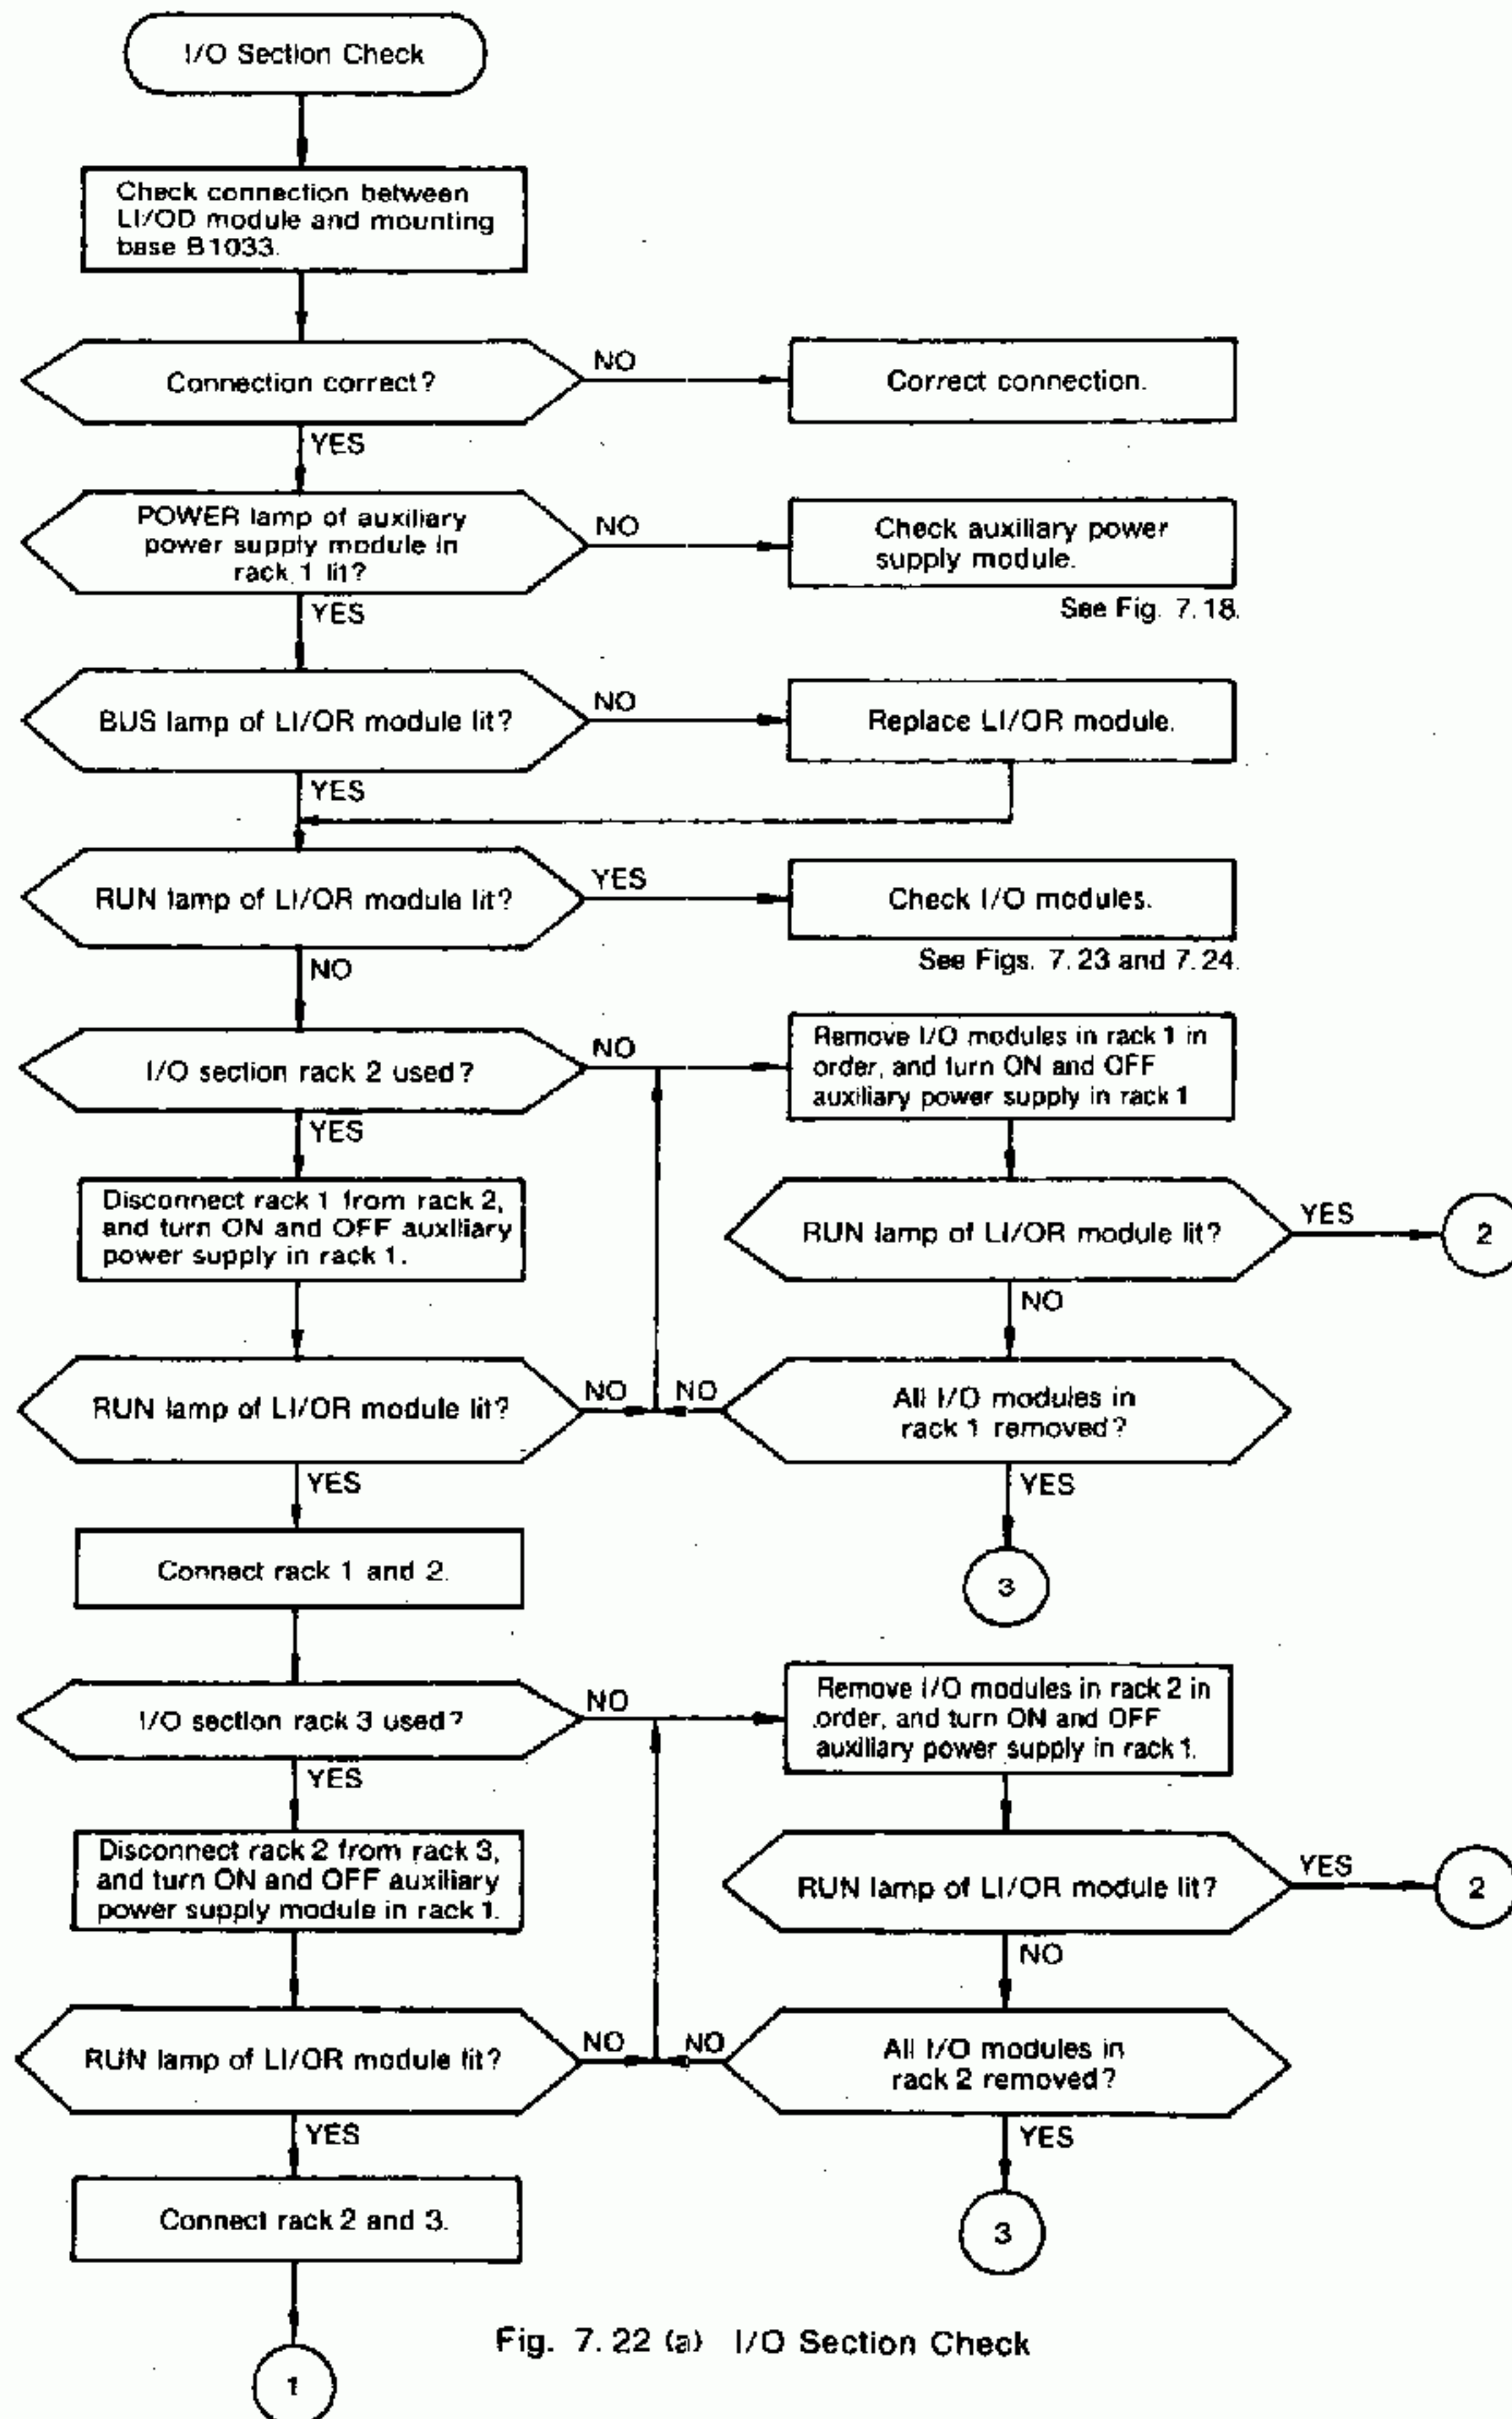 I/O Section Check
Check connection between
LI/OD module and mounting
base B1033.
Connection correct?
NO
Correct connection.
YES
POWER lamp of auxiliary
power supply module in
rack 1 lit?
NO
Check auxiliary power
supply module.
See Fig. 7.18.
YES
BUS lamp of LI/OR module lit?
NO
Replace LI/OR module.
YES
RUN lamp of LI/OR module lit?
YES
Check I/O modules.
See Figs. 7.23 and 7.24.
NO
I/O section rack 2 used?
NO
Remove I/O modules in rack 1 in
order, and turn ON and OFF
auxiliary power supply in rack 1
YES
Disconnect rack 1 from rack 2,
and turn ON and OFF auxiliary
power supply in rack 1.
RUN lamp of LI/OR module lit?
YES
2
NO
RUN lamp of LI/OR module lit?
NO
NO
All I/O modules in
rack 1 removed?
YES
YES
Connect rack 1 and 2.
3
I/O section rack 3 used?
NO
Remove I/O modules in rack 2 in
order, and turn ON and OFF
auxiliary power supply in rack 1.
YES
Disconnect rack 2 from rack 3,
and turn ON and OFF auxiliary
power supply module in rack 1.
RUN lamp of LI/OR module lit?
YES
2
NO
RUN lamp of LI/OR module lit?
NO
NO
All I/O modules in
rack 2 removed?
YES
YES
Connect rack 2 and 3.
3
1
Fig. 7.22 (a) I/O Section Check